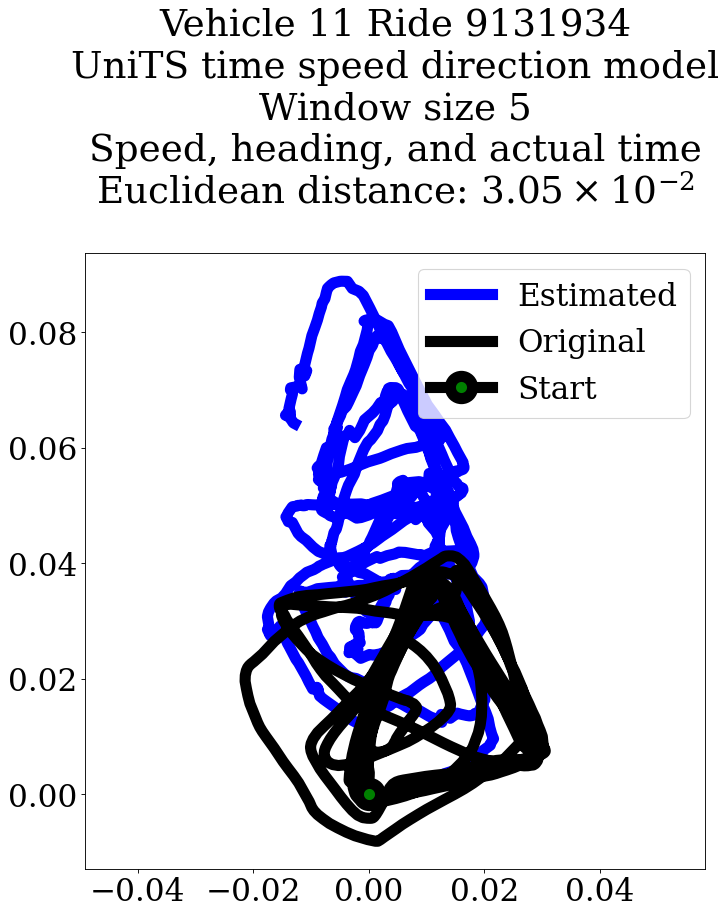 Vehicle 11 Ride 9131934
UniTS time speed direction model
Window size 5
Speed, heading, and actual time
Euclidean distance: 3.05 × 10⁻²
Estimated
Original
Start
0.08
0.06
0.04
0.02
0.00
−0.04 −0.02 0.00 0.02 0.04